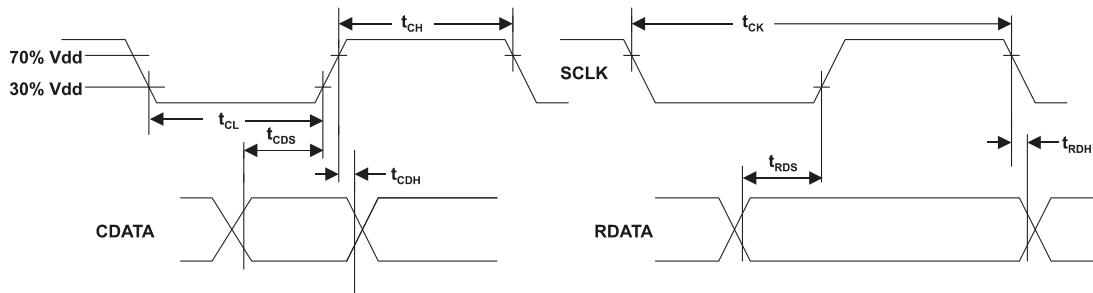 t_CH
t_CK
70% Vdd
SCLK
30% Vdd
t_CL
t_CDS
t_RDH
t_RDS
t_CDH
CDATA
RDATA